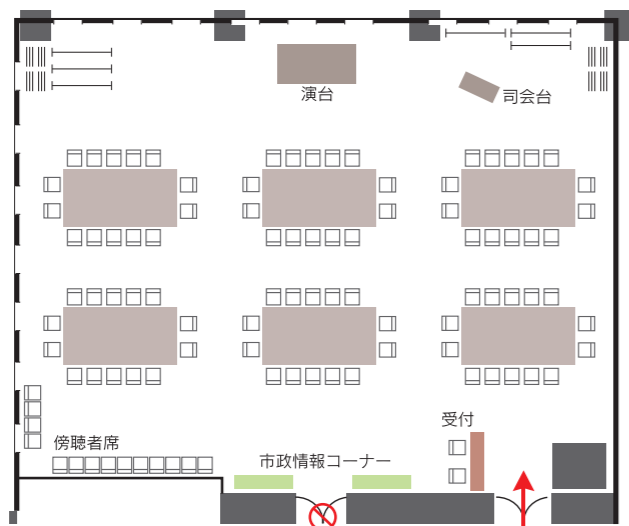 演台
司会台
受付
傍聴者席
市政情報コーナー